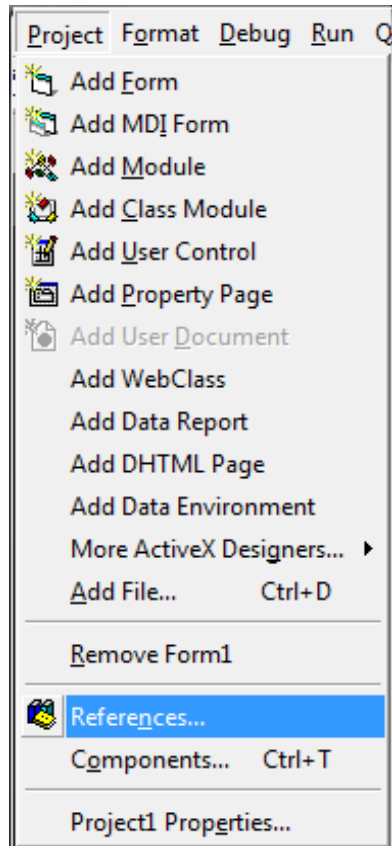 Project Format Debug Run Q
Add Form
Add MDI Form
Add Module
Add Class Module
Add User Control
Add Property Page
Add User Document
Add WebClass
Add Data Report
Add DHTML Page
Add Data Environment
More ActiveX Designers...
Add File... Ctrl+D
Remove Form1
References...
Components... Ctrl+T
Project1 Properties...